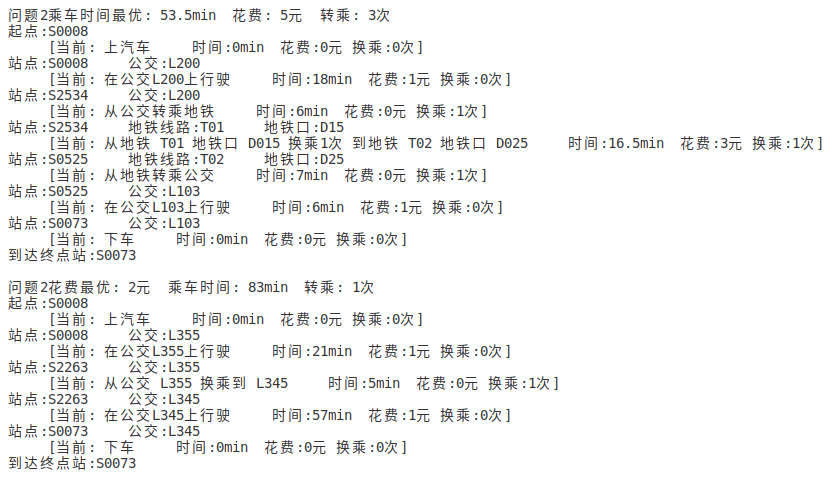 问题2乘车时间最优: 53.5min  花费: 5元  转乘: 3次
起点:S0008
     [当前: 上汽车     时间:0min  花费:0元 换乘:0次]
站点:S0008     公交:L200
     [当前: 在公交L200上行驶     时间:18min  花费:1元 换乘:0次]
站点:S2534     公交:L200
     [当前: 从公交转乘地铁     时间:6min  花费:0元 换乘:1次]
站点:S2534     地铁线路:T01     地铁口:D15
     [当前: 从地铁 T01 地铁口 D015 换乘1次 到地铁 T02 地铁口 D025     时间:16.5min  花费:3元 换乘:1次]
站点:S0525     地铁线路:T02     地铁口:D25
     [当前: 从地铁转乘公交     时间:7min  花费:0元 换乘:1次]
站点:S0525     公交:L103
     [当前: 在公交L103上行驶     时间:6min  花费:1元 换乘:0次]
站点:S0073     公交:L103
     [当前: 下车     时间:0min  花费:0元 换乘:0次]
到达终点站:S0073

问题2花费最优: 2元  乘车时间: 83min  转乘: 1次
起点:S0008
     [当前: 上汽车     时间:0min  花费:0元 换乘:0次]
站点:S0008     公交:L355
     [当前: 在公交L355上行驶     时间:21min  花费:1元 换乘:0次]
站点:S2263     公交:L355
     [当前: 从公交 L355 换乘到 L345     时间:5min  花费:0元 换乘:1次]
站点:S2263     公交:L345
     [当前: 在公交L345上行驶     时间:57min  花费:1元 换乘:0次]
站点:S0073     公交:L345
     [当前: 下车     时间:0min  花费:0元 换乘:0次]
到达终点站:S0073